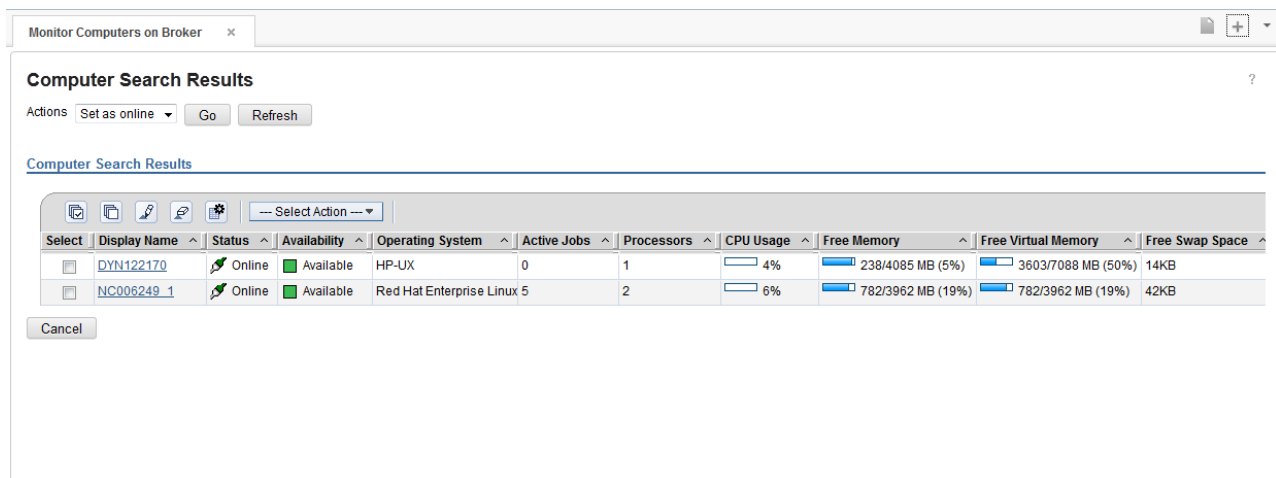 Monitor Computers on Broker ×
+
Computer Search Results
?
Actions Set as online Go Refresh
Computer Search Results
--- Select Action ---
Select Display Name ^ Status ^ Availability ^ Operating System ^ Active Jobs ^ Processors ^ CPU Usage ^ Free Memory ^ Free Virtual Memory ^ Free Swap Space ^
DYN122170 Online Available HP-UX 0 1 4% 238/4085 MB (5%) 3603/7088 MB (50%) 14KB
NC006249_1 Online Available Red Hat Enterprise Linux 5 2 6% 782/3962 MB (19%) 782/3962 MB (19%) 42KB
Cancel